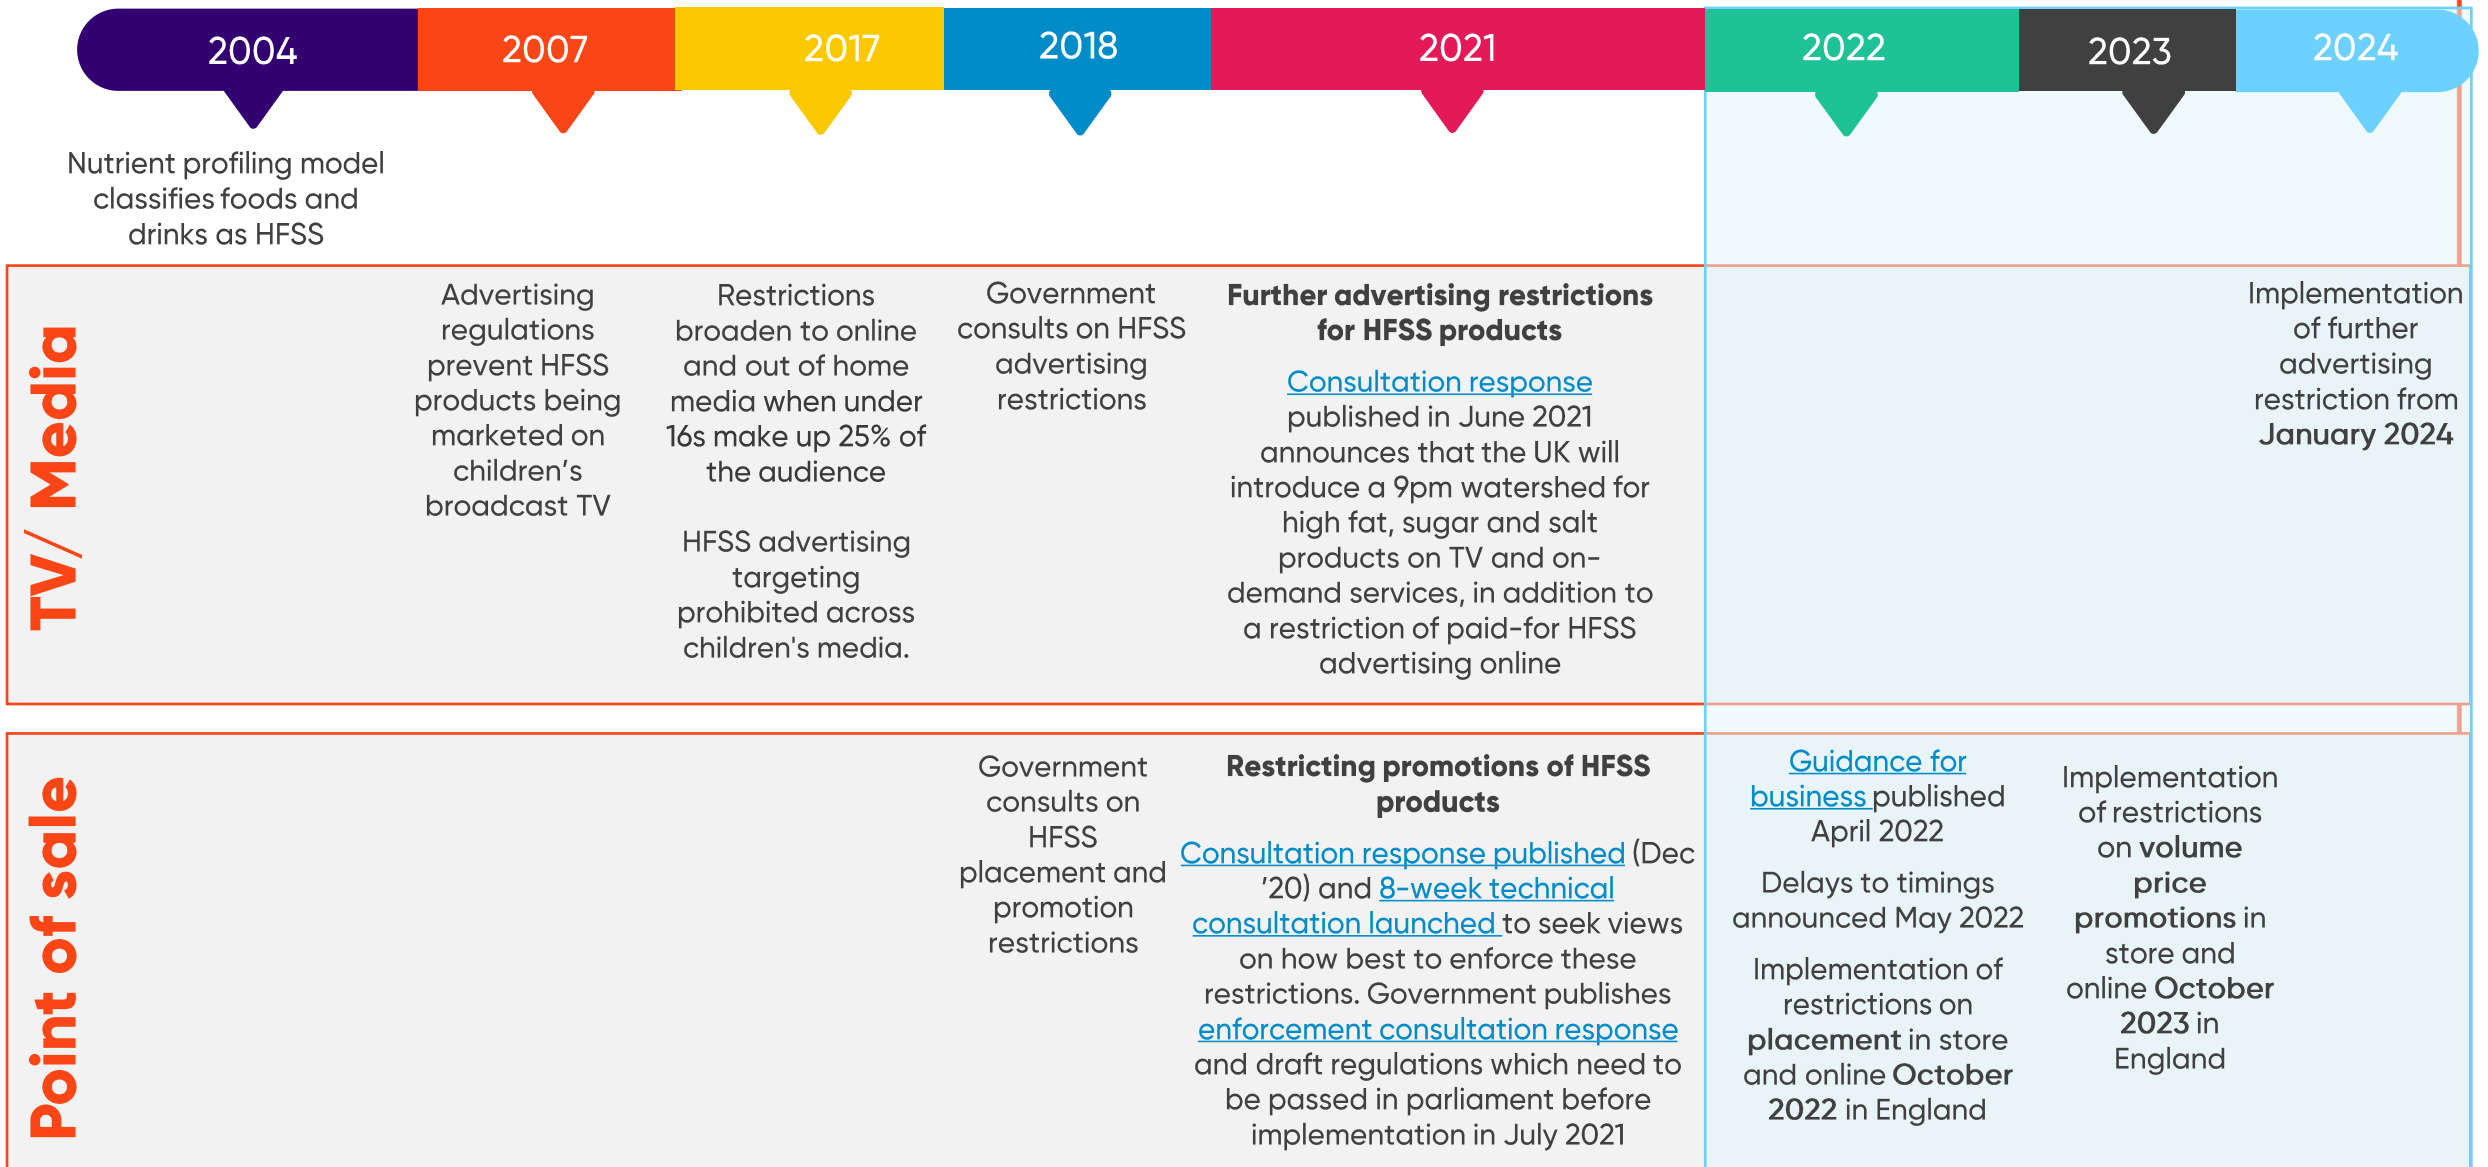 2004
2007
2017
2018
2021
2022
2023
2024
Nutrient profiling model
classifies foods and
drinks as HFSS
TV/ Media
Advertising
regulations
prevent HFSS
products being
marketed on
children’s
broadcast TV
Restrictions
broaden to online
and out of home
media when under
16s make up 25% of
the audience
HFSS advertising
targeting
prohibited across
children's media.
Government
consults on HFSS
advertising
restrictions
Further advertising restrictions
for HFSS products
Consultation response
published in June 2021
announces that the UK will
introduce a 9pm watershed for
high fat, sugar and salt
products on TV and on-
demand services, in addition to
a restriction of paid-for HFSS
advertising online
Implementation
of further
advertising
restriction from
January 2024
Point of sale
Government
consults on
HFSS
placement and
promotion
restrictions
Restricting promotions of HFSS
products
Consultation response published (Dec
’20) and 8-week technical
consultation launched to seek views
on how best to enforce these
restrictions. Government publishes
enforcement consultation response
and draft regulations which need to
be passed in parliament before
implementation in July 2021
Guidance for
business published
April 2022
Delays to timings
announced May 2022
Implementation of
restrictions on
placement in store
and online October
2022 in England
Implementation
of restrictions
on volume
price
promotions in
store and
online October
2023 in
England